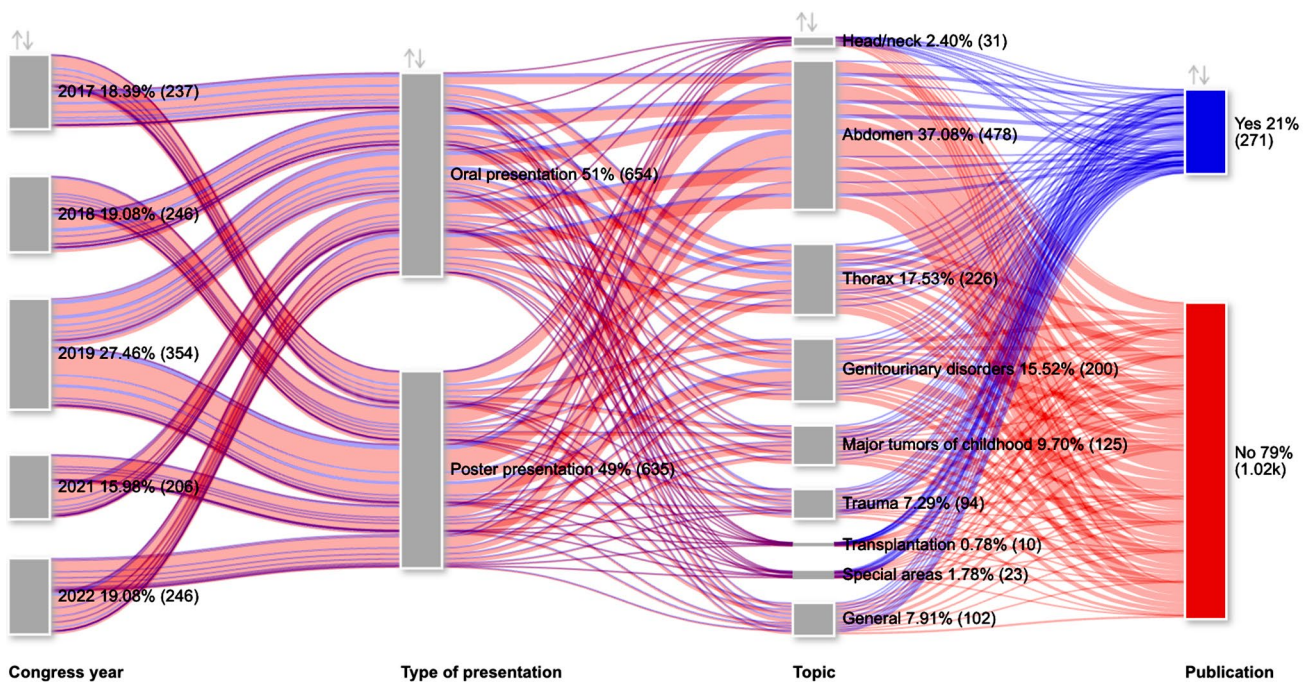 2017 18.39% (237)
2018 19.08% (246)
2019 27.46% (354)
2021 15.98% (206)
2022 19.08% (246)
Congress year
Oral presentation 51% (654)
Poster presentation 49% (635)
Type of presentation
Head/neck 2.40% (31)
Abdomen 37.08% (478)
Thorax 17.53% (226)
Genitourinary disorders 15.52% (200)
Major tumors of childhood 9.70% (125)
Trauma 7.29% (94)
Transplantation 0.78% (10)
Special areas 1.78% (23)
General 7.91% (102)
Topic
Yes 21%
(271)
No 79%
(1.02k)
Publication